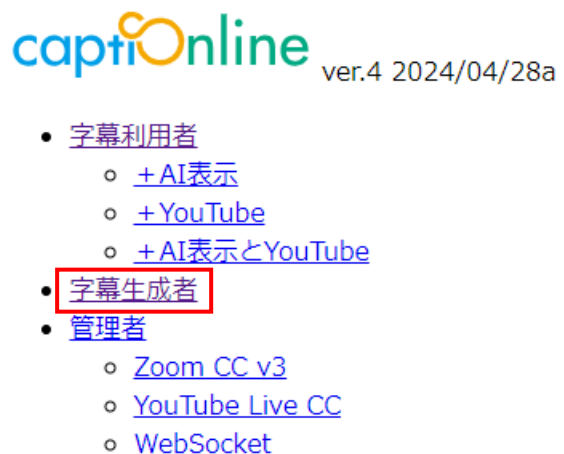 captiOnline ver.4 2024/04/28a
字幕利用者
+AI表示
+YouTube
+AI表示とYouTube
字幕生成者
管理者
Zoom CC v3
YouTube Live CC
WebSocket